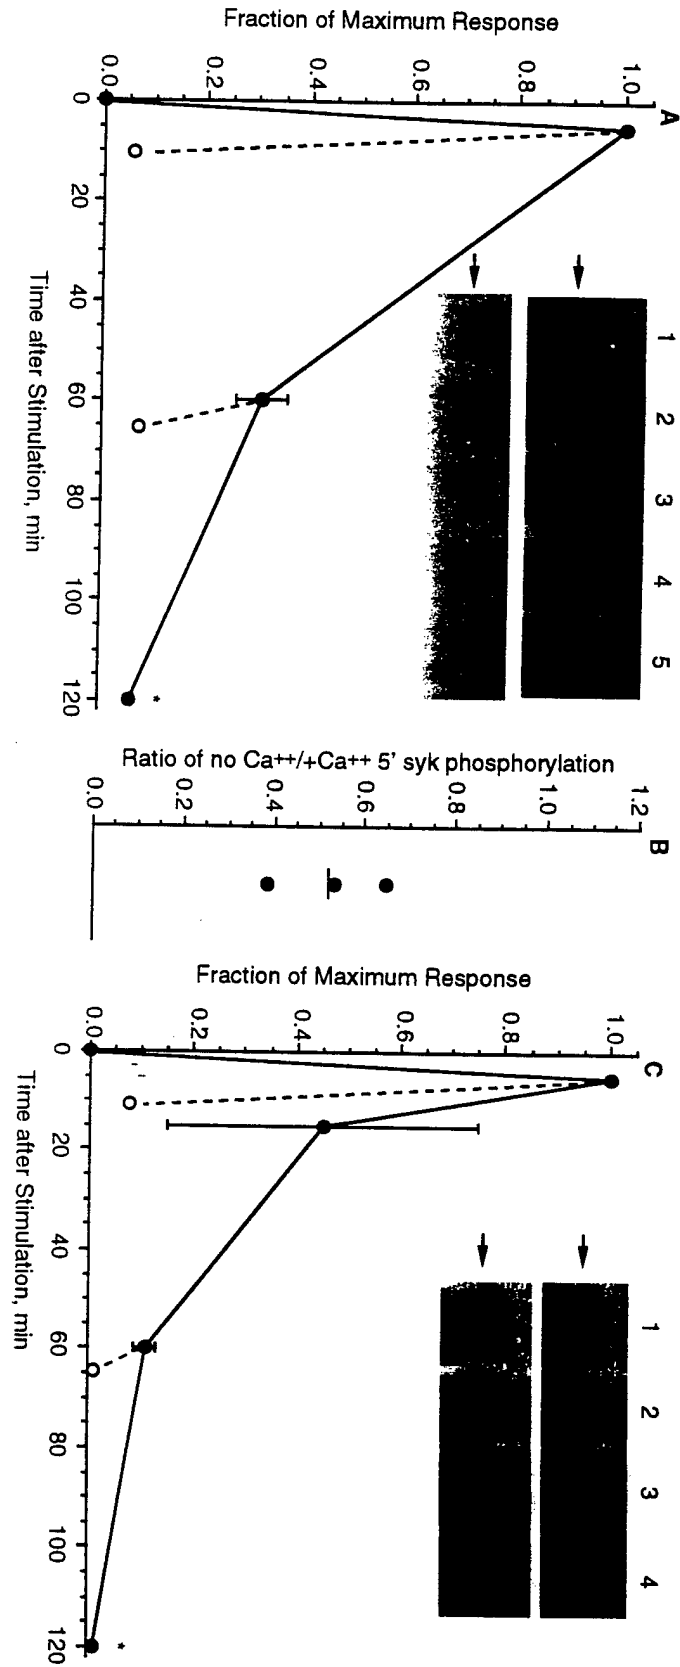 A
1 2 3 4 5
Fraction of Maximum Response
1.0
0.8
0.6
0.4
0.2
0.0
0 20 40 60 80 100 120
*
Time after Stimulation, min
B
Ratio of no Ca++/+Ca++ 5' syk phosphorylation
1.2
1.0
0.8
0.6
0.4
0.2
0.0
C
1 2 3 4
Fraction of Maximum Response
1.0
0.8
0.6
0.4
0.2
0.0
0 20 40 60 80 100 120
*
Time after Stimulation, min